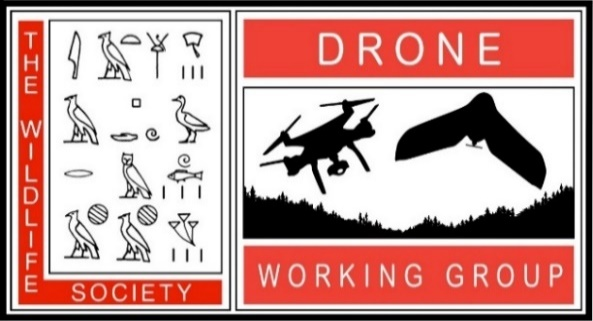 THE WILDLIFE
SOCIETY
DRONE
WORKING GROUP